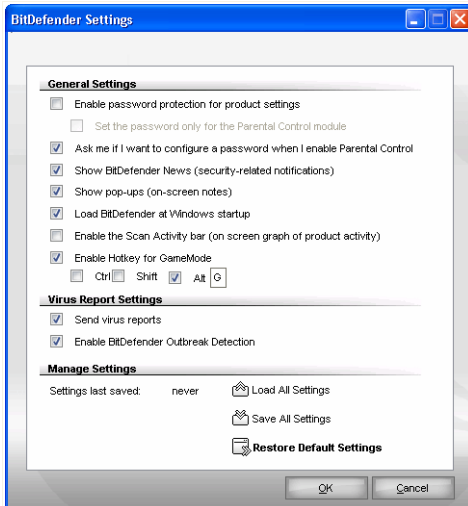 BitDefender Settings
General Settings
Enable password protection for product settings
Set the password only for the Parental Control module
Ask me if I want to configure a password when I enable Parental Control
Show BitDefender News (security-related notifications)
Show pop-ups (on-screen notes)
Load BitDefender at Windows startup
Enable the Scan Activity bar (on screen graph of product activity)
Enable Hotkey for GameMode
Ctrl Shift Alt G
Virus Report Settings
Send virus reports
Enable BitDefender Outbreak Detection
Manage Settings
Settings last saved: never Load All Settings
Save All Settings
Restore Default Settings
OK Cancel